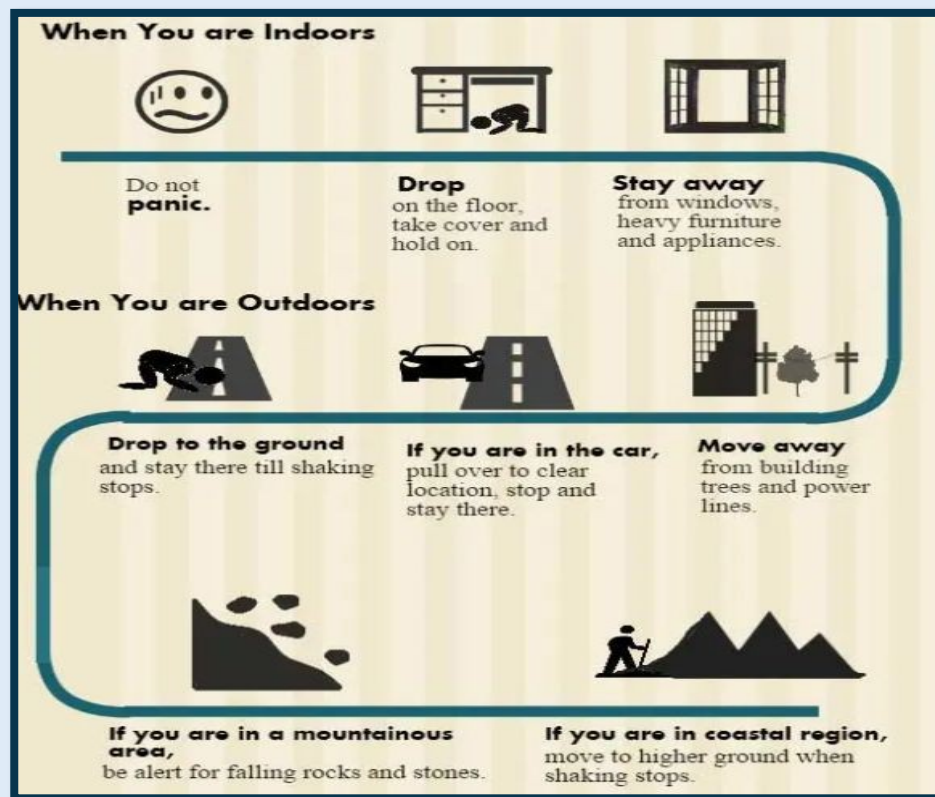 When You are Indoors
Do not
panic.
Drop
on the floor,
take cover and
hold on.
Stay away
from windows,
heavy furniture
and appliances.
When You are Outdoors
Drop to the ground
and stay there till shaking
stops.
If you are in the car,
pull over to clear
location, stop and
stay there.
Move away
from building
trees and power
lines.
If you are in a mountainous
area,
be alert for falling rocks and stones.
If you are in coastal region,
move to higher ground when
shaking stops.